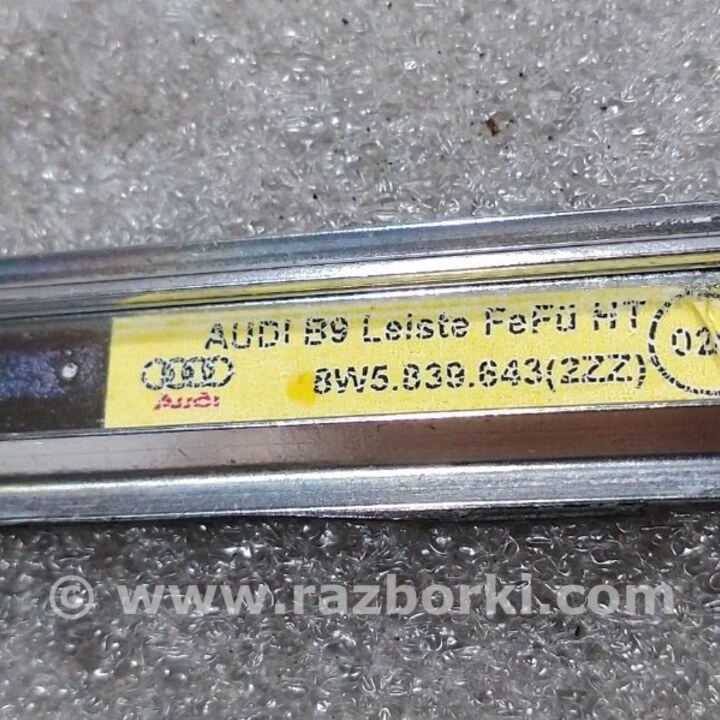 AUDI B9 Leiste FeFü HT
8W5.839.643(2ZZ)
Audi
© www.razborki.com